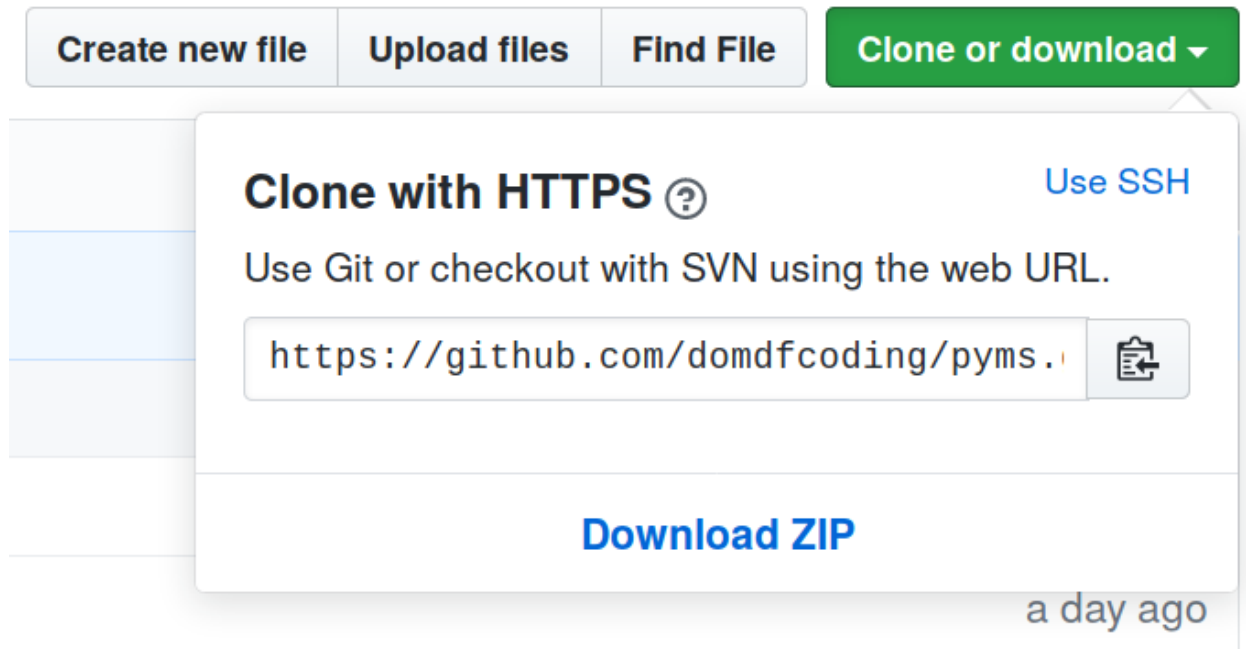 Create new file Upload files Find File Clone or download
Clone with HTTPS ? Use SSH
Use Git or checkout with SVN using the web URL.
https://github.com/domdfcoding/pyms.
Download ZIP
a day ago